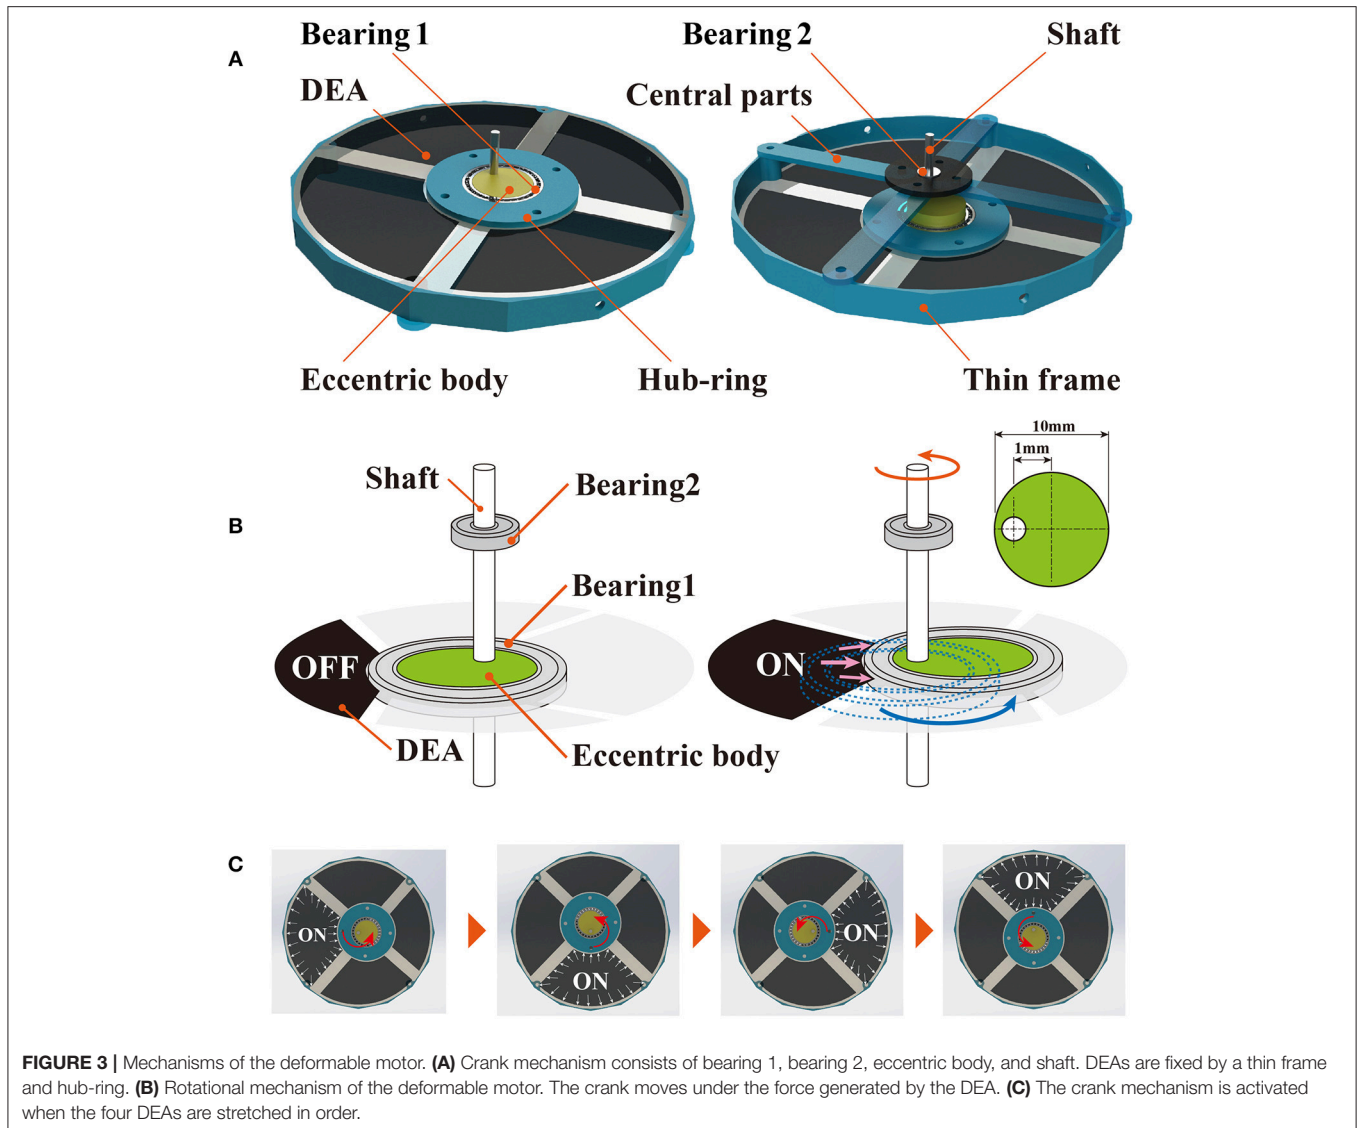 Bearing 1
Bearing 2
Shaft
A
DEA
Central parts
Eccentric body
Hub-ring
Thin frame
10mm
1mm
Shaft
Bearing2
B
Bearing1
OFF
ON
DEA
Eccentric body
C
ON
ON
ON
ON
FIGURE 3 | Mechanisms of the deformable motor. (A) Crank mechanism consists of bearing 1, bearing 2, eccentric body, and shaft. DEAs are fixed by a thin frame
and hub-ring. (B) Rotational mechanism of the deformable motor. The crank moves under the force generated by the DEA. (C) The crank mechanism is activated
when the four DEAs are stretched in order.